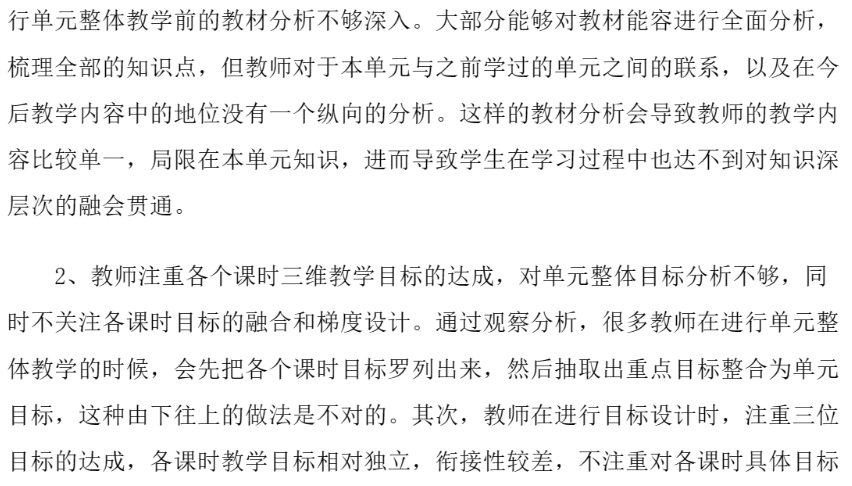 行单元整体教学前的教材分析不够深入。大部分能够对教材能容进行全面分析，
梳理全部的知识点，但教师对于本单元与之前学过的单元之间的联系，以及在今
后教学内容中的地位没有一个纵向的分析。这样的教材分析会导致教师的教学内
容比较单一，局限在本单元知识，进而导致学生在学习过程中也达不到对知识深
层次的融会贯通。
2、教师注重各个课时三维教学目标的达成，对单元整体目标分析不够，同
时不关注各课时目标的融合和梯度设计。通过观察分析，很多教师在进行单元整
体教学的时候，会先把各个课时目标罗列出来，然后抽取出重点目标整合为单元
目标，这种由下往上的做法是不对的。其次，教师在进行目标设计时，注重三位
目标的达成，各课时教学目标相对独立，衔接性较差，不注重对各课时具体目标